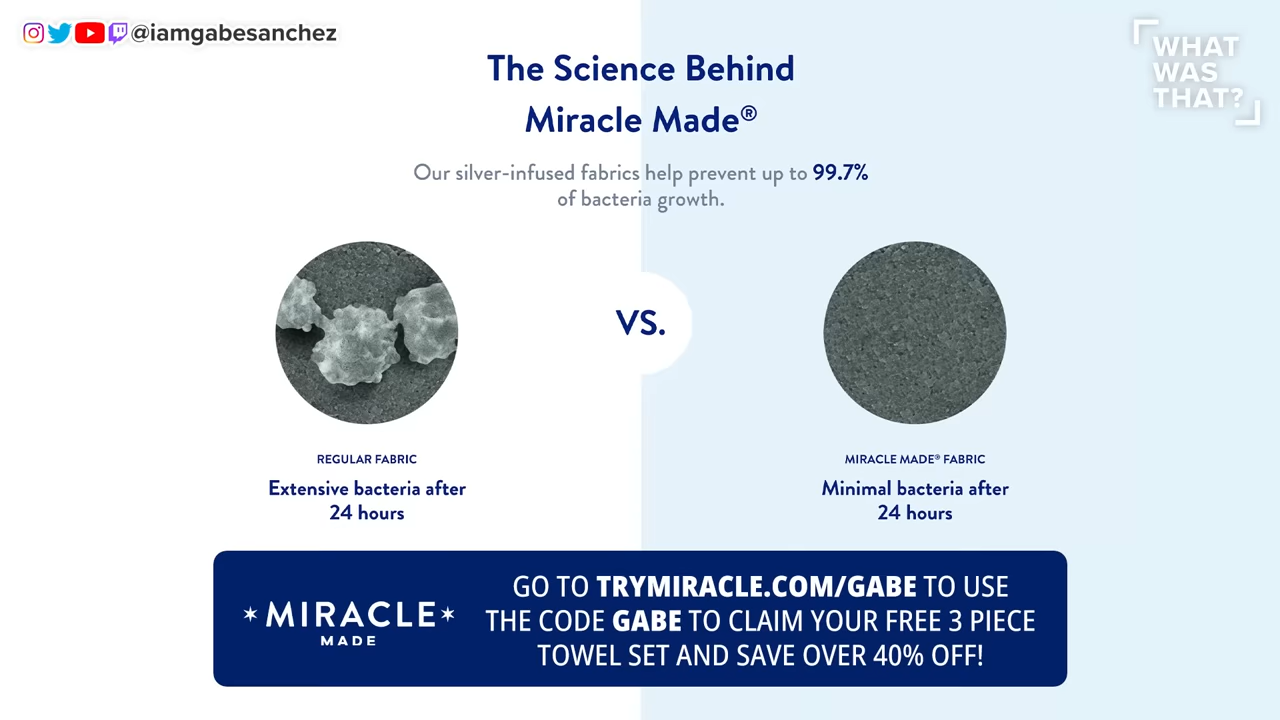 @iamgabesanchez
WHAT
WAS
THAT?
The Science Behind
Miracle Made®
Our silver-infused fabrics help prevent up to 99.7%
of bacteria growth.
VS.
REGULAR FABRIC
Extensive bacteria after
24 hours
MIRACLE MADE® FABRIC
Minimal bacteria after
24 hours
MIRACLE
MADE
GO TO TRYMIRACLE.COM/GABE TO USE
THE CODE GABE TO CLAIM YOUR FREE 3 PIECE
TOWEL SET AND SAVE OVER 40% OFF!